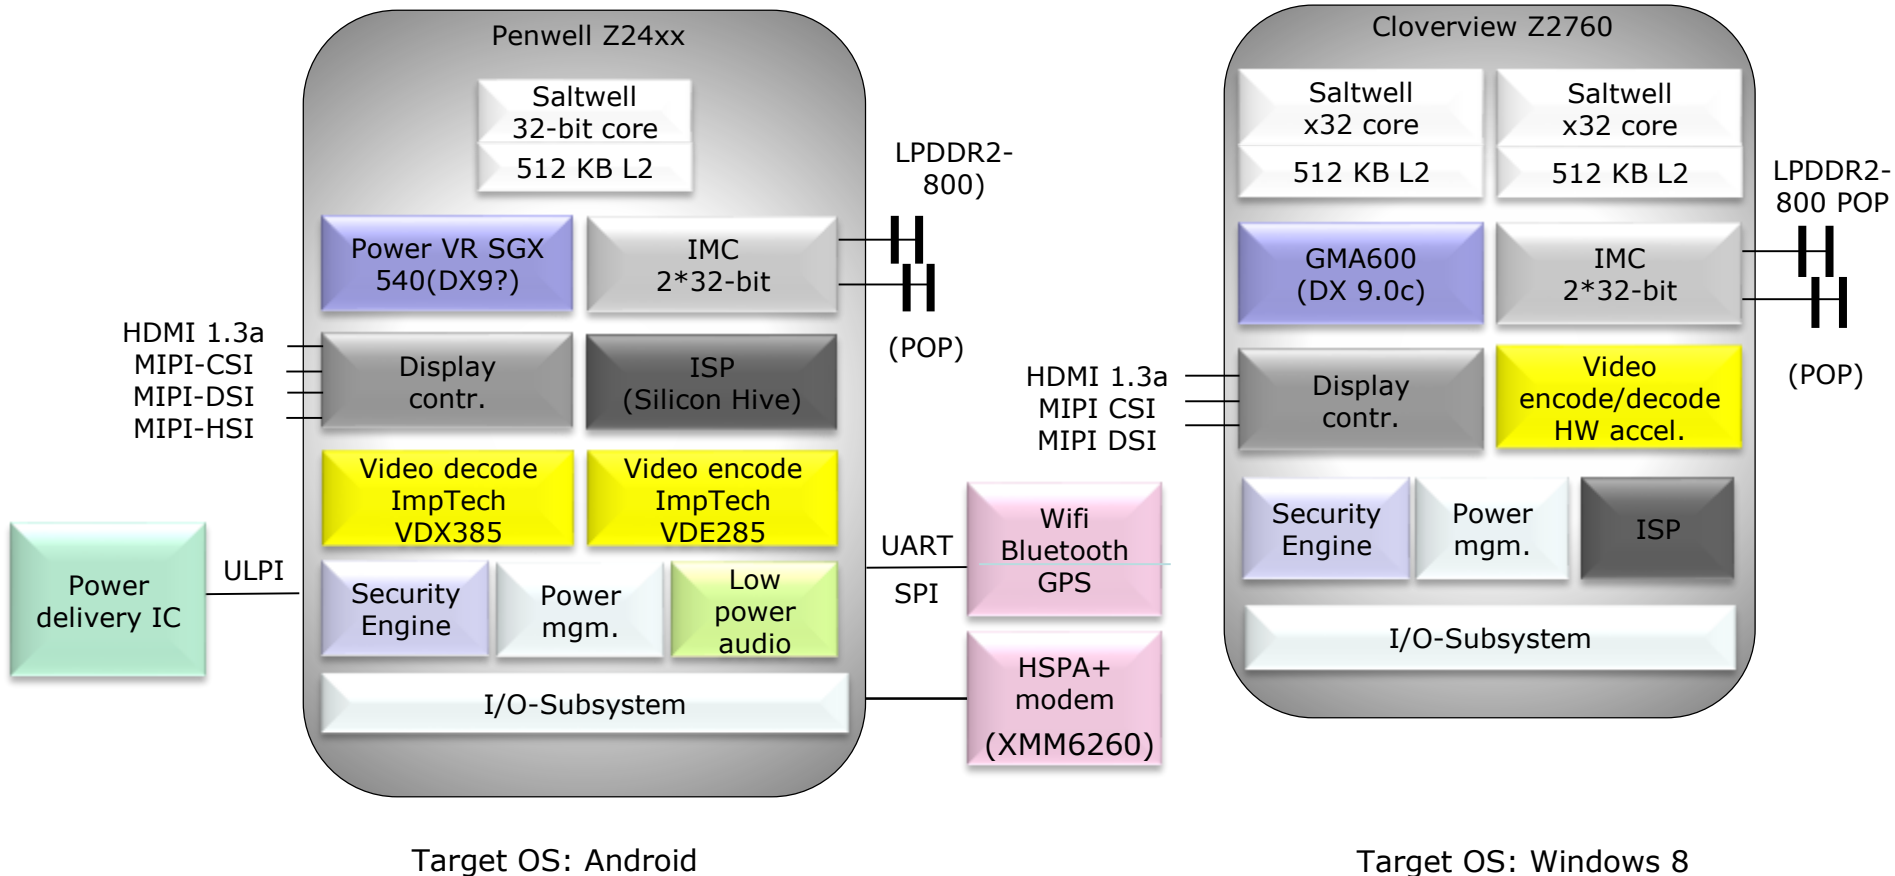 Penwell Z24xx
Saltwell
32-bit core
512 KB L2
LPDDR2-
800)
Power VR SGX
540(DX9?)
IMC
2*32-bit
(POP)
HDMI 1.3a
MIPI-CSI
MIPI-DSI
MIPI-HSI
Display
contr.
ISP
(Silicon Hive)
Video decode
ImpTech
VDX385
Video encode
ImpTech
VDE285
Power
delivery IC
ULPI
Security
Engine
Power
mgm.
Low
power
audio
UART
SPI
Wifi
Bluetooth
GPS
I/O-Subsystem
HSPA+
modem
(XMM6260)
Target OS: Android
Cloverview Z2760
Saltwell
x32 core
512 KB L2
Saltwell
x32 core
512 KB L2
LPDDR2-
800 POP
GMA600
(DX 9.0c)
IMC
2*32-bit
(POP)
HDMI 1.3a
MIPI CSI
MIPI DSI
Display
contr.
Video
encode/decode
HW accel.
Security
Engine
Power
mgm.
ISP
I/O-Subsystem
Target OS: Windows 8